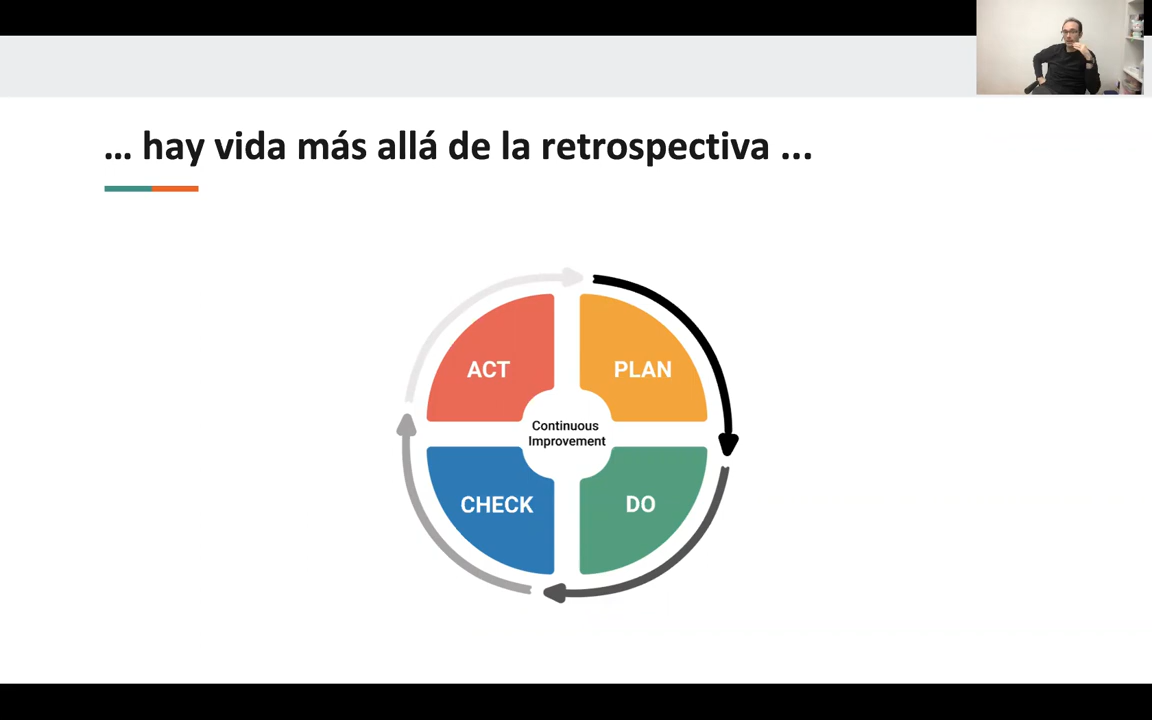 … hay vida más allá de la retrospectiva …
ACT
PLAN
Continuous
Improvement
CHECK
DO